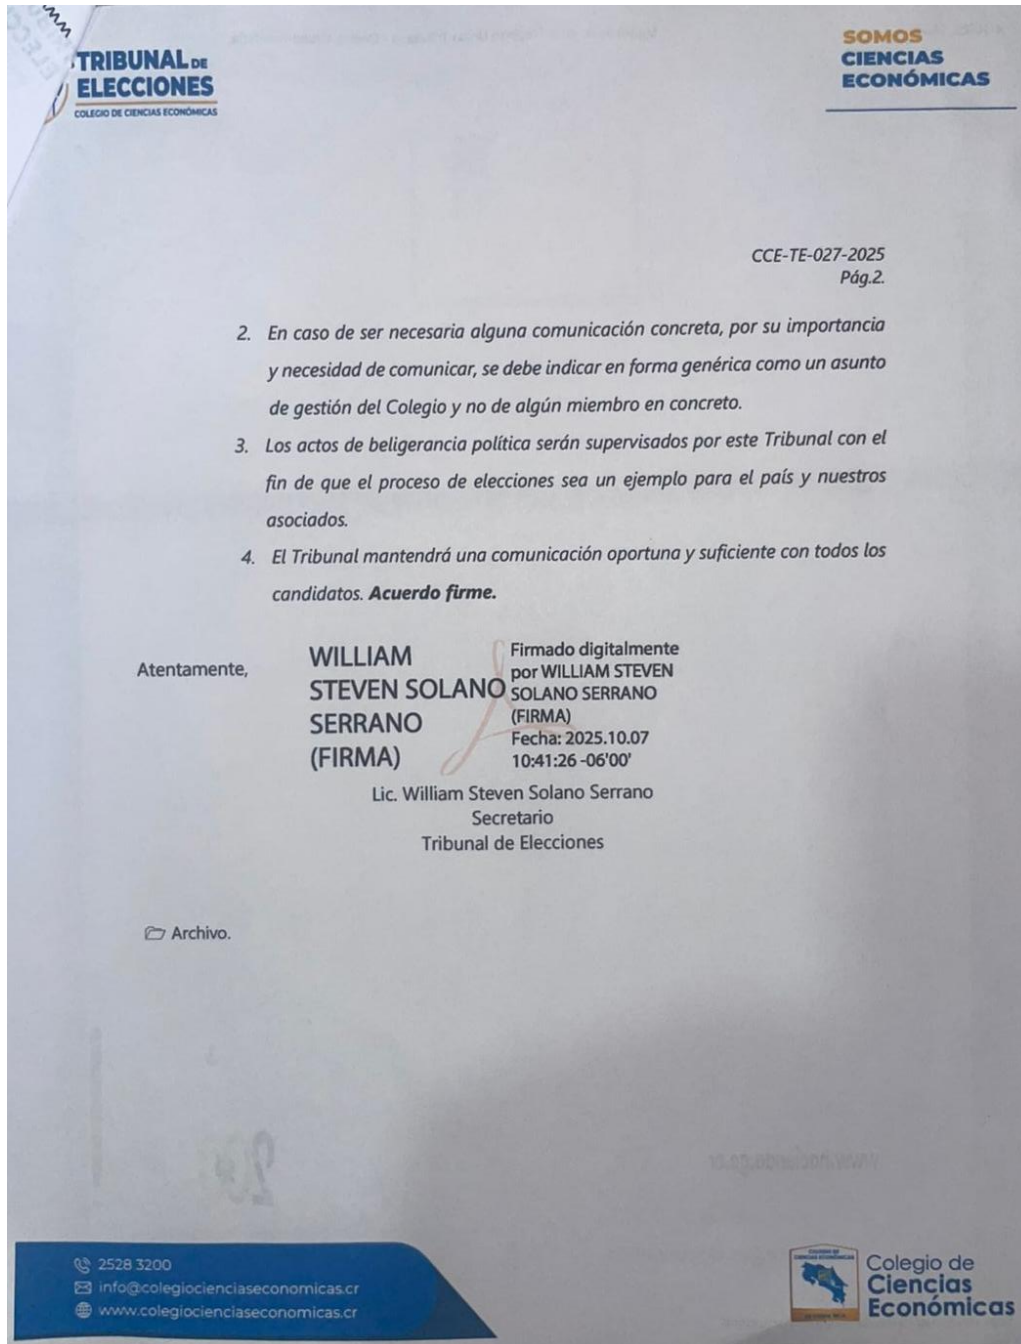 TRIBUNAL DE
ELECCIONES
COLEGIO DE CIENCIAS ECONÓMICAS
SOMOS
CIENCIAS
ECONÓMICAS
CCE-TE-027-2025
Pág.2.
2. En caso de ser necesaria alguna comunicación concreta, por su importancia
y necesidad de comunicar, se debe indicar en forma genérica como un asunto
de gestión del Colegio y no de algún miembro en concreto.
3. Los actos de beligerancia política serán supervisados por este Tribunal con el
fin de que el proceso de elecciones sea un ejemplo para el país y nuestros
asociados.
4. El Tribunal mantendrá una comunicación oportuna y suficiente con todos los
candidatos. Acuerdo firme.
Atentamente,
WILLIAM
STEVEN SOLANO
SERRANO
(FIRMA)
Firmado digitalmente
por WILLIAM STEVEN
SOLANO SERRANO
(FIRMA)
Fecha: 2025.10.07
10:41:26 -06'00'
Lic. William Steven Solano Serrano
Secretario
Tribunal de Elecciones
Archivo.
2528 3200
info@colegiocienciaseconomicas.cr
www.colegiocienciaseconomicas.cr
Colegio de
Ciencias
Económicas